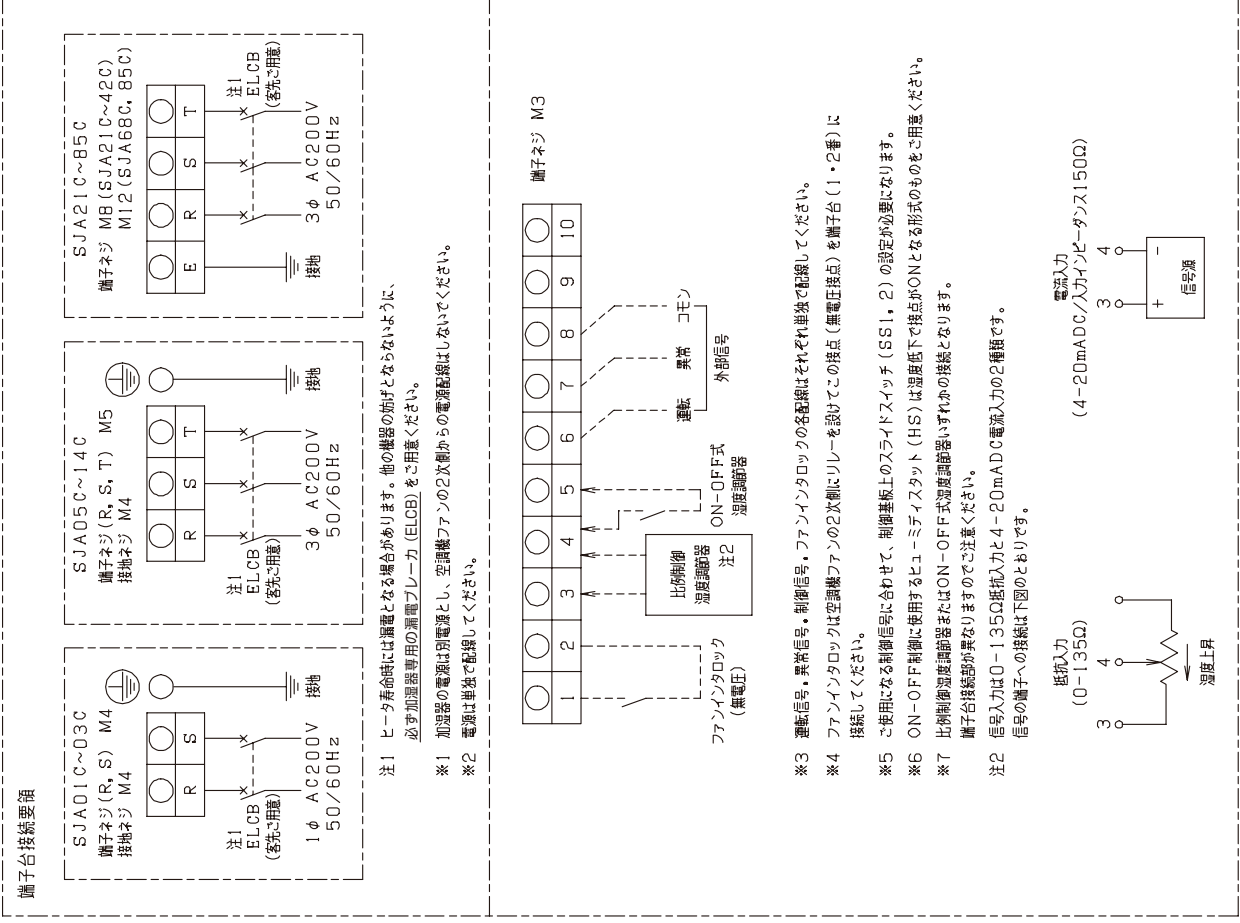 端子台接続要領
SJA01C~03C
端子ネジ(R, S) M4
接地ネジ M4
R S
注1
ELCB
(客先ご用意)
接地
1φ AC200V
50/60Hz
SJA05C~14C
端子ネジ(R, S, T) M5
接地ネジ M4
R S T
注1
ELCB
(客先ご用意)
接地
3φ AC200V
50/60Hz
SJA21C~85C
端子ネジ M8(SJA21C~42C)
M12(SJA68C, 85C)
E R S T
注1
ELCB
(客先ご用意)
接地
3φ AC200V
50/60Hz
注1 ヒータ寿命時には漏電となる場合があります。他の機器の妨げとならないように、
必ず加湿器専用の漏電ブレーカ(ELCB)をご用意ください。
※1 加湿器の電源は別電源とし、空調機ファンの2次側からの電源配線はしないでください。
※2 電源は単独で配線してください。
端子ネジ M3
1 2 3 4 5 6 7 8 9 10
ファンインタロック
(無電圧)
比例制御
湿度調節器
注2
ON-OFF式
湿度調節器
運転 異常 コモン
外部信号
※3 運転信号・異常信号・制御信号・ファンインタロックの各配線はそれぞれ単独で配線してください。
※4 ファンインタロックは空調機ファンの2次側にリレーを設けてこの接点(無電圧接点)を端子台(1・2番)に
接続してください。
※5 ご使用になる制御信号に合わせて、制御基板上のスライドスイッチ(SS1, 2)の設定が必要になります。
※6 ON-OFF制御に使用するヒューミディスタット(HS)は湿度低下で接点がONとなる形式のものをご用意ください。
※7 比例制御湿度調節器またはON-OFF式湿度調節器いずれかの接続となります。
端子台接続部が異なりますのでご注意ください。
注2 信号入力は0-135Ω抵抗入力と4-20mADC電流入力の2種類です。
信号の端子への接続は下図のとおりです。
抵抗入力
(0-135Ω)
3 4
湿度上昇
電流入力
(4-20mADC/入力インピーダンス150Ω)
3 4
+ -
信号源